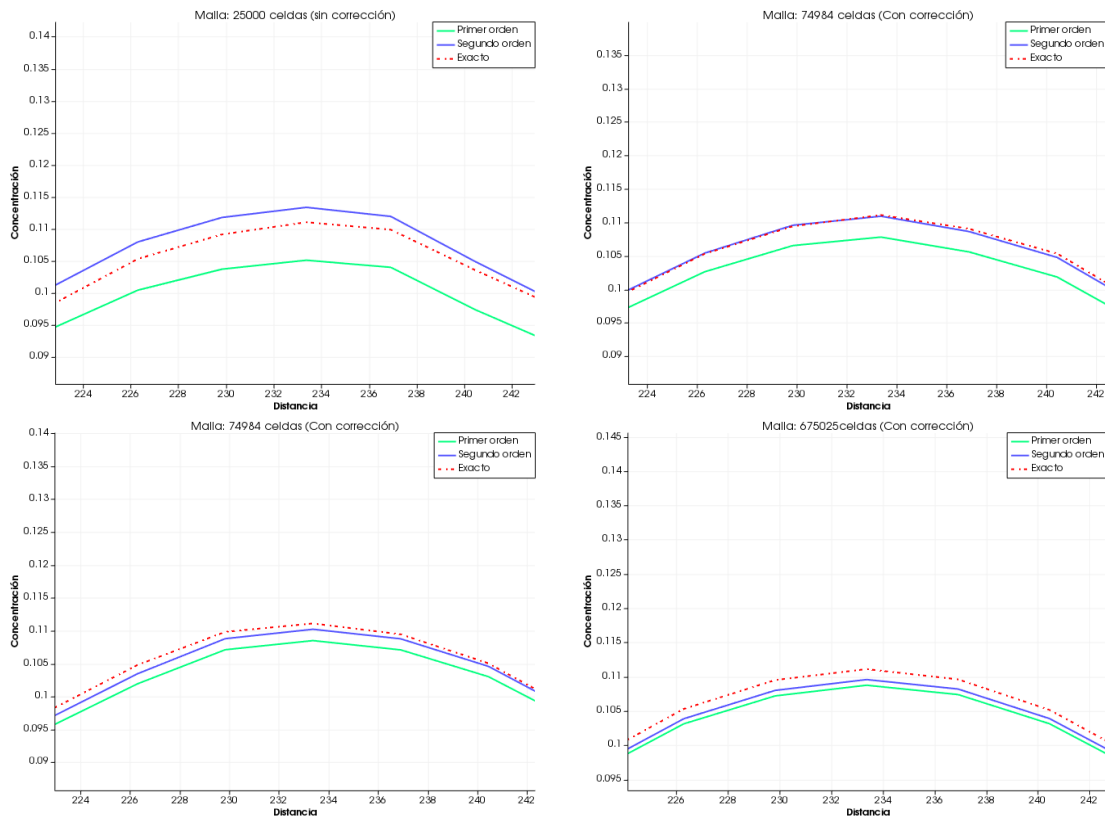 Malla: 25000 celdas (sin corrección)
0.14
0.135
0.13
0.125
0.12
0.115
0.11
0.105
0.1
0.095
0.09
Concentración
Primer orden
Segundo orden
Exacto
224 226 228 230 232 234 236 238 240 242
Distancia
Malla: 74984 celdas (Con corrección)
0.135
0.13
0.125
0.12
0.115
0.11
0.105
0.1
0.095
0.09
Concentración
Primer orden
Segundo orden
Exacto
224 226 228 230 232 234 236 238 240 242
Distancia
Malla: 74984 celdas (Con corrección)
0.14
0.135
0.13
0.125
0.12
0.115
0.11
0.105
0.1
0.095
0.09
Concentración
Primer orden
Segundo orden
Exacto
224 226 228 230 232 234 236 238 240 242
Distancia
Malla: 675025celdas (Con corrección)
0.145
0.14
0.135
0.13
0.125
0.12
0.115
0.11
0.105
0.1
0.095
Concentración
Primer orden
Segundo orden
Exacto
226 228 230 232 234 236 238 240 242
Distancia